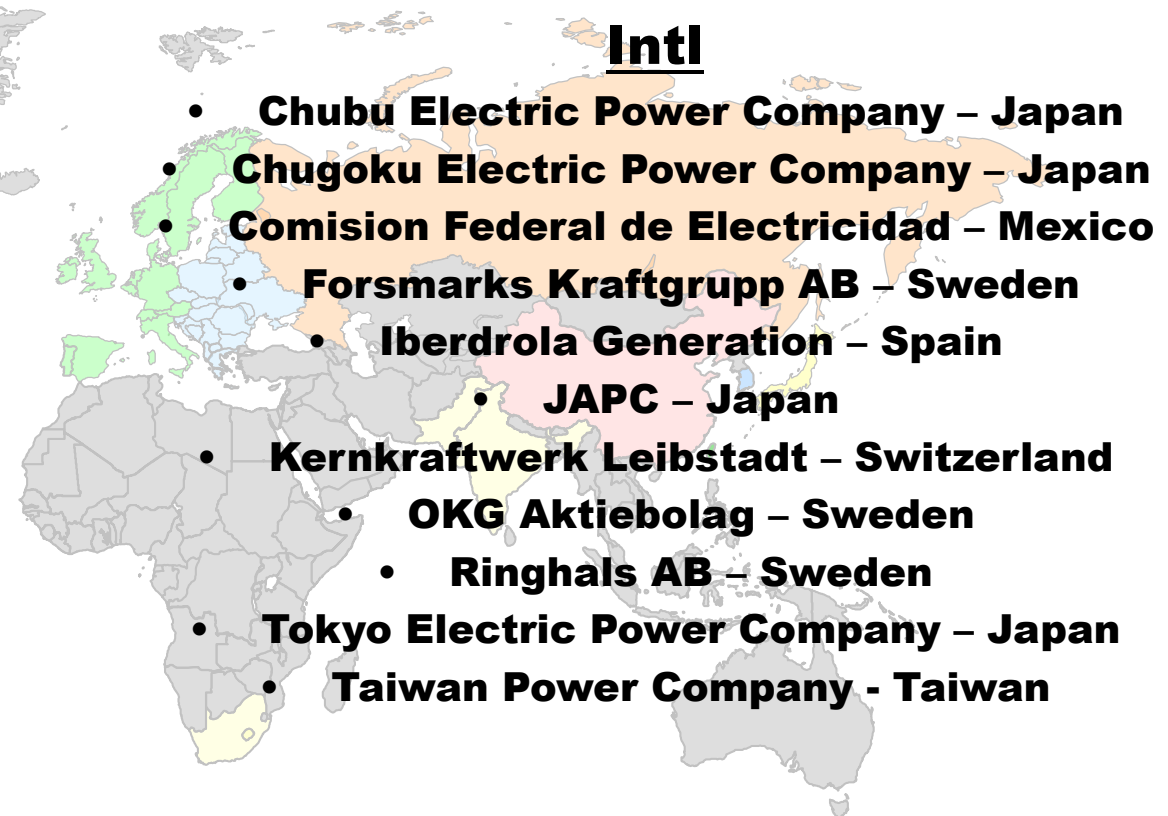 Intl
• Chubu Electric Power Company – Japan
• Chugoku Electric Power Company – Japan
• Comision Federal de Electricidad – Mexico
• Forsmarks Kraftgrupp AB – Sweden
• Iberdrola Generation – Spain
• JAPC – Japan
• Kernkraftwerk Leibstadt – Switzerland
• OKG Aktiebolag – Sweden
• Ringhals AB – Sweden
• Tokyo Electric Power Company – Japan
• Taiwan Power Company - Taiwan